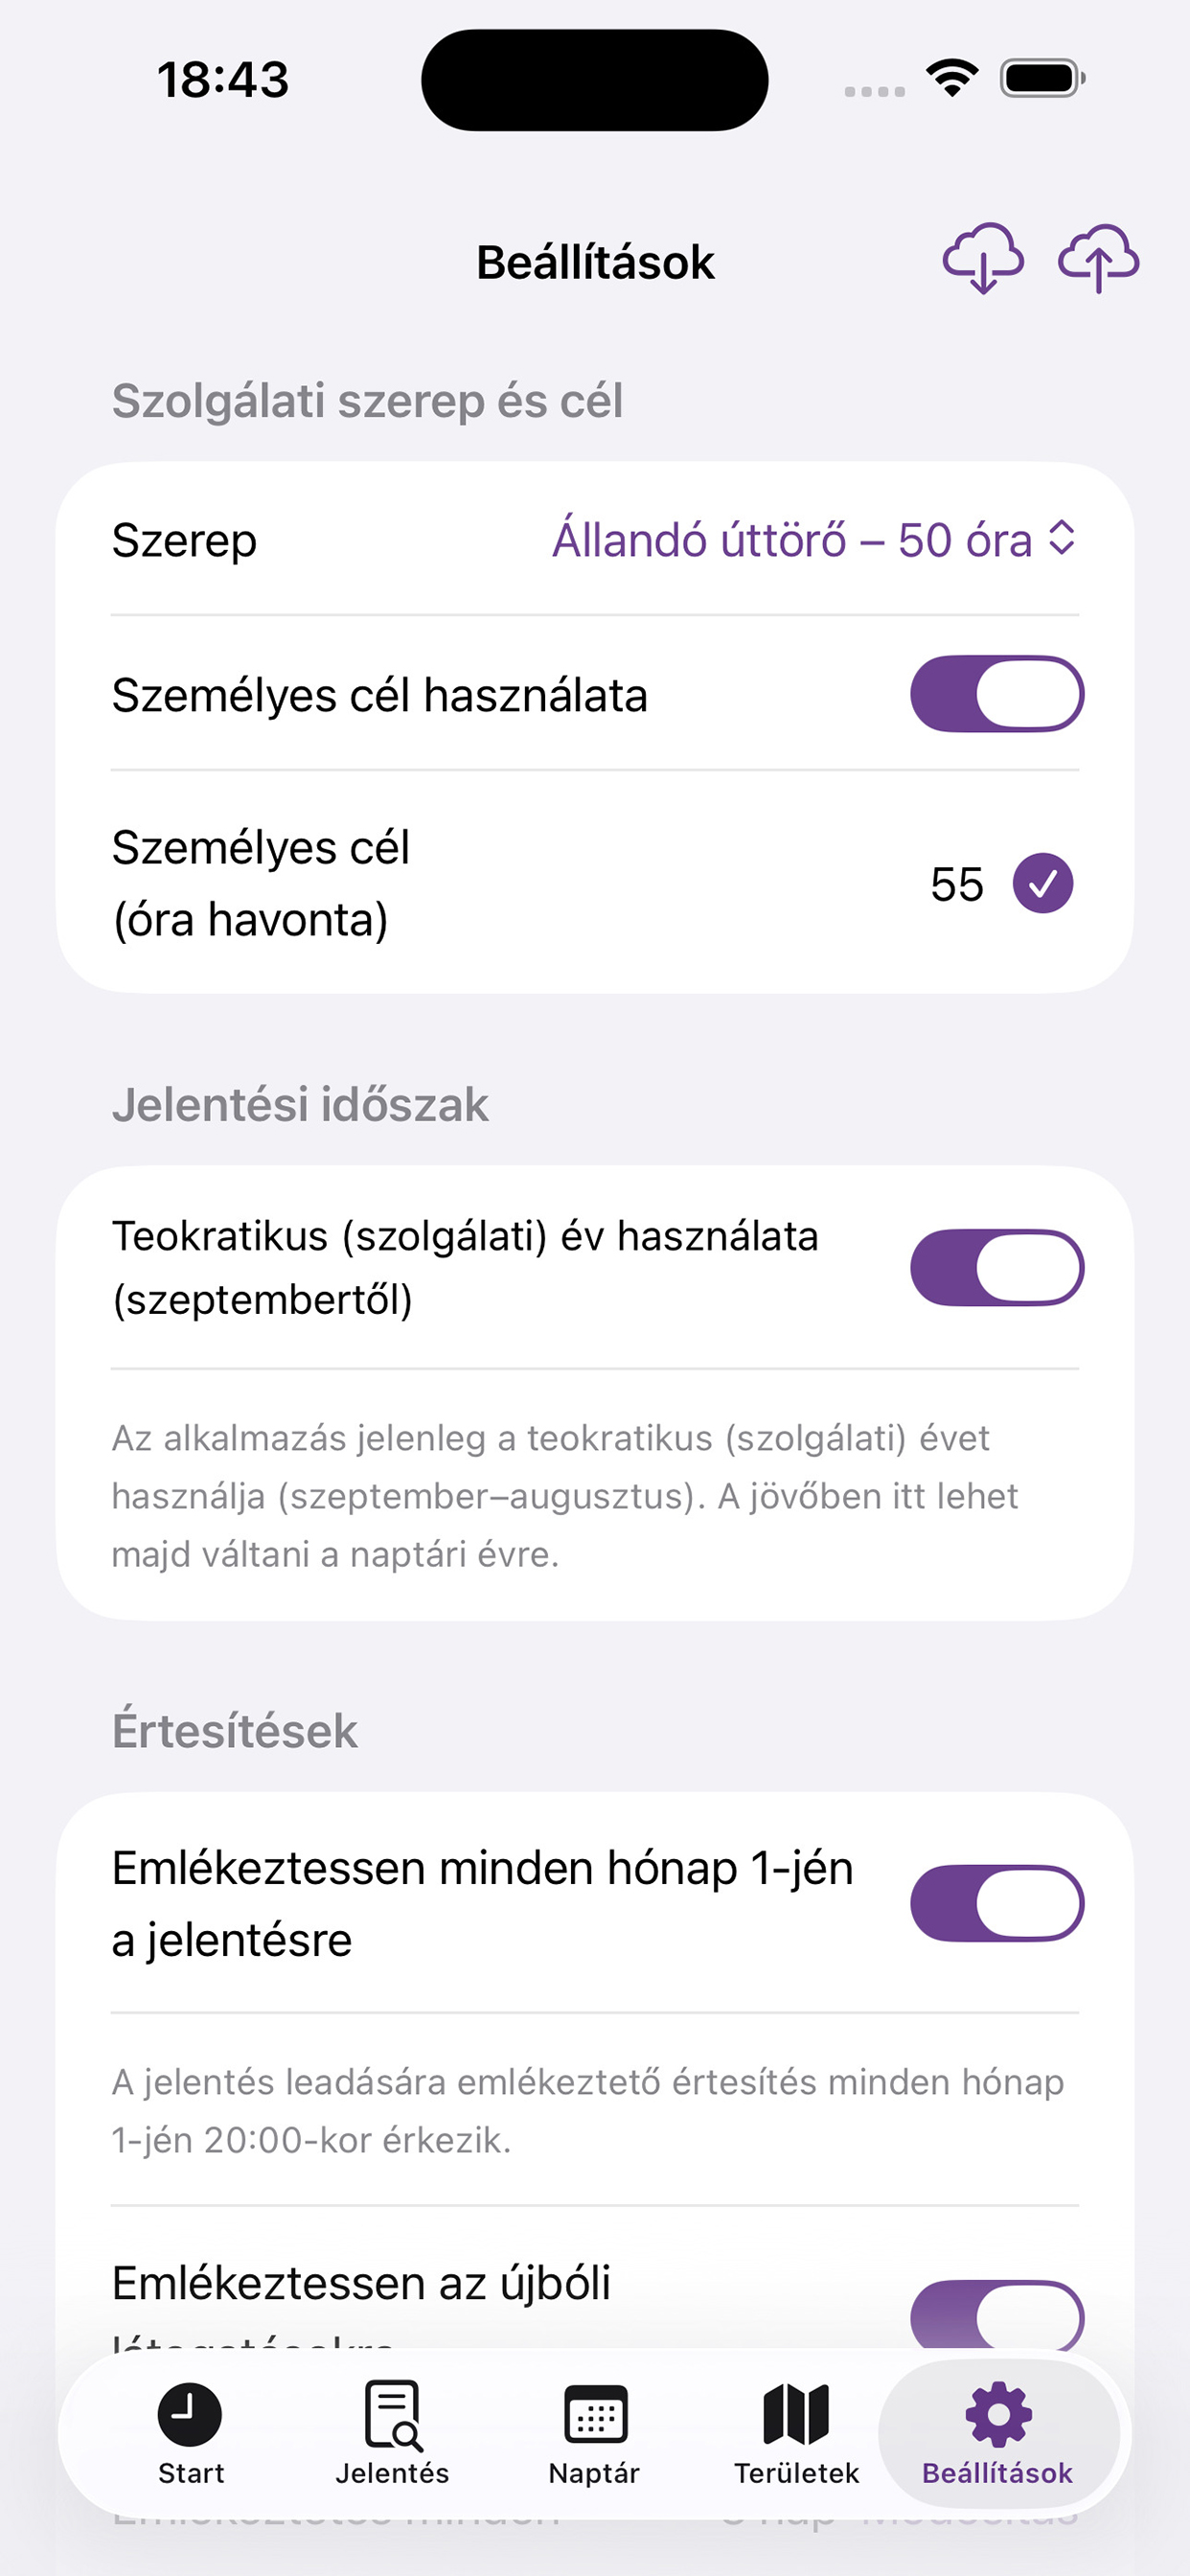 18:43
Beállítások
Szolgálati szerep és cél
Szerep
Állandó úttörő – 50 óra
Személyes cél használata
Személyes cél
(óra havonta)
55
Jelentési időszak
Teokratikus (szolgálati) év használata
(szeptembertől)
Az alkalmazás jelenleg a teokratikus (szolgálati) évet
használja (szeptember–augusztus). A jövőben itt lehet
majd váltani a naptári évre.
Értesítések
Emlékeztessen minden hónap 1-jén
a jelentésre
A jelentés leadására emlékeztető értesítés minden hónap
1-jén 20:00-kor érkezik.
Emlékeztessen az újbóli
Start
Jelentés
Naptár
Területek
Beállítások